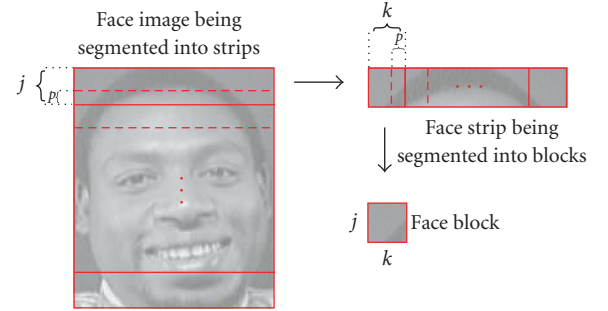 Face image being
segmented into strips
j
p
k
p
Face strip being
segmented into blocks
j
Face block
k